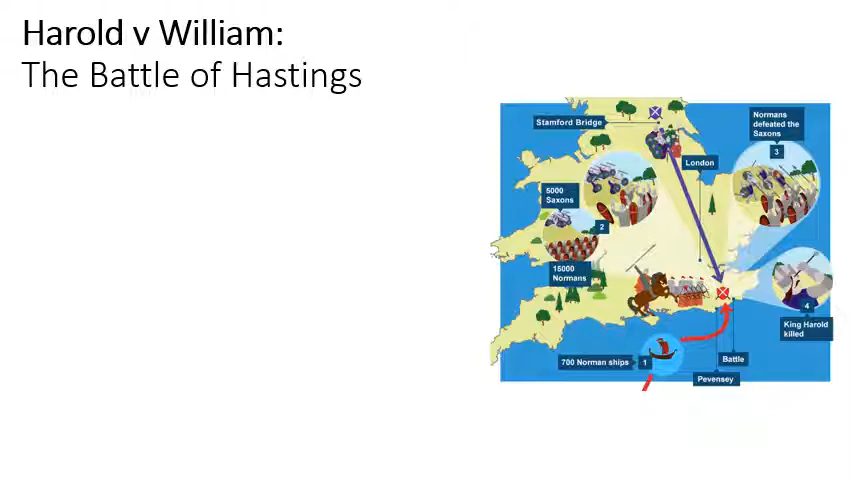 Harold v William:
The Battle of Hastings
Stamford Bridge
Normans
defeated the
Saxons
3
London
5000
Saxons
2
15000
Normans
4
King Harold
killed
700 Norman ships
1
Battle
Pevensey